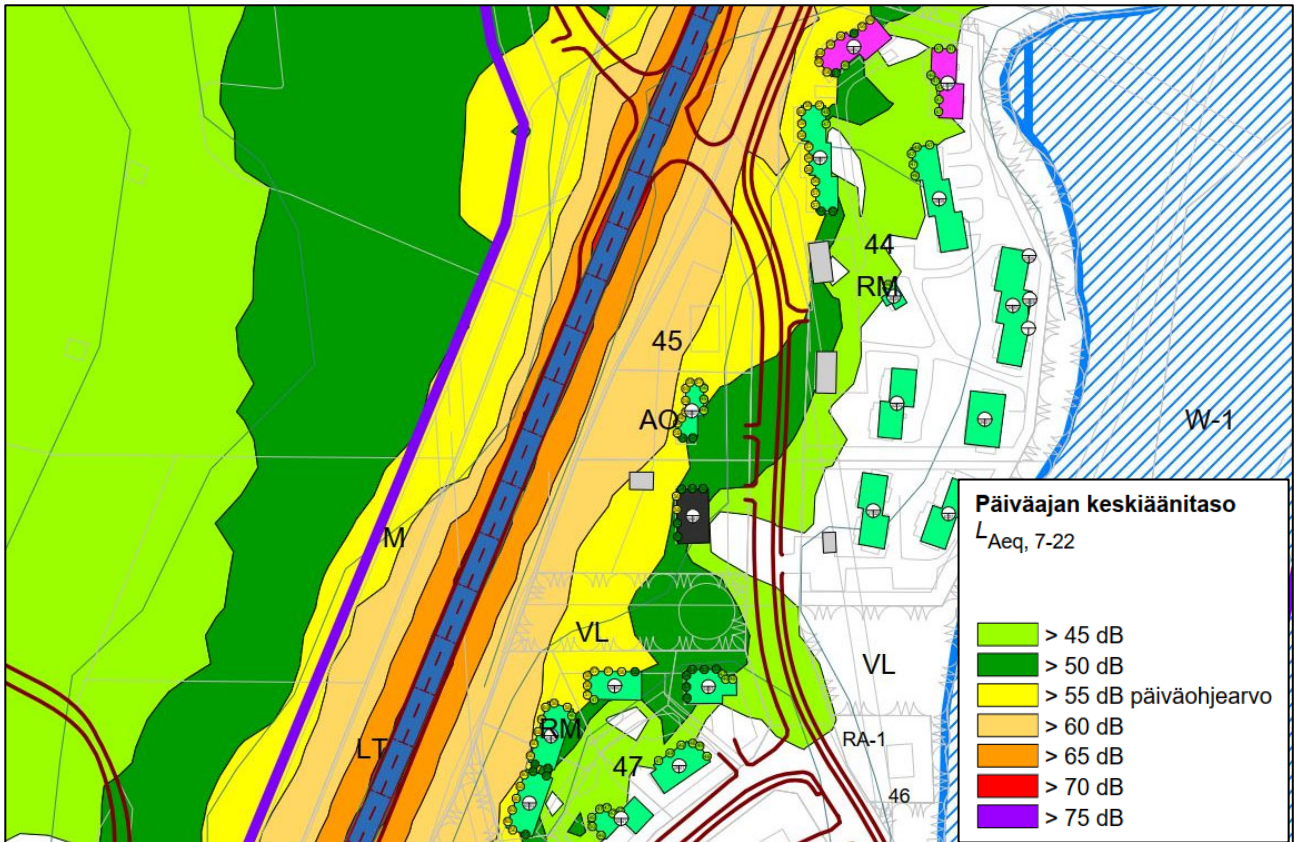 44
RM
45
AO
W-1
M
VL
VL
RM
LT
RA-1
47
46
Päiväajan keskiäänitaso
LAeq, 7-22
> 45 dB
> 50 dB
> 55 dB päiväohjearvo
> 60 dB
> 65 dB
> 70 dB
> 75 dB